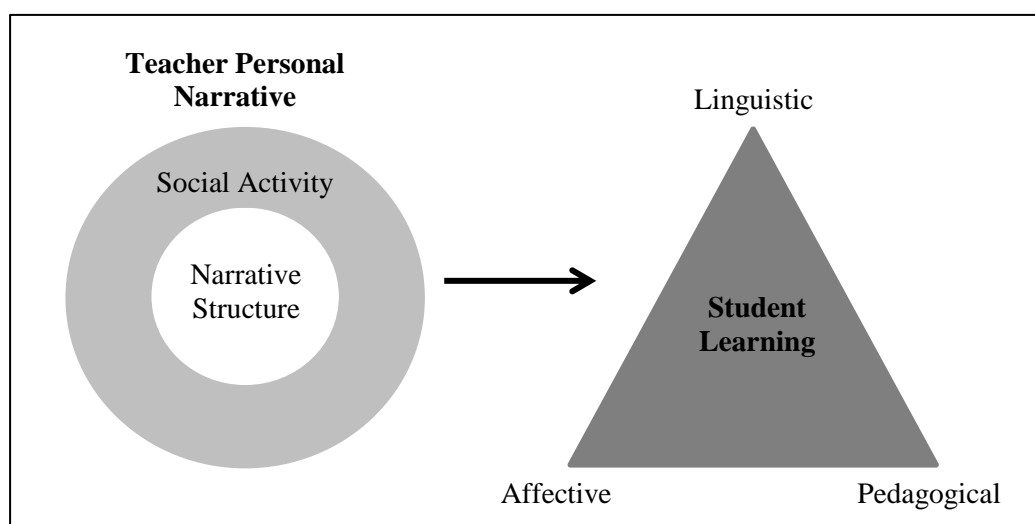 Teacher Personal
Narrative
Social Activity
Narrative
Structure
Linguistic
Student
Learning
Affective
Pedagogical